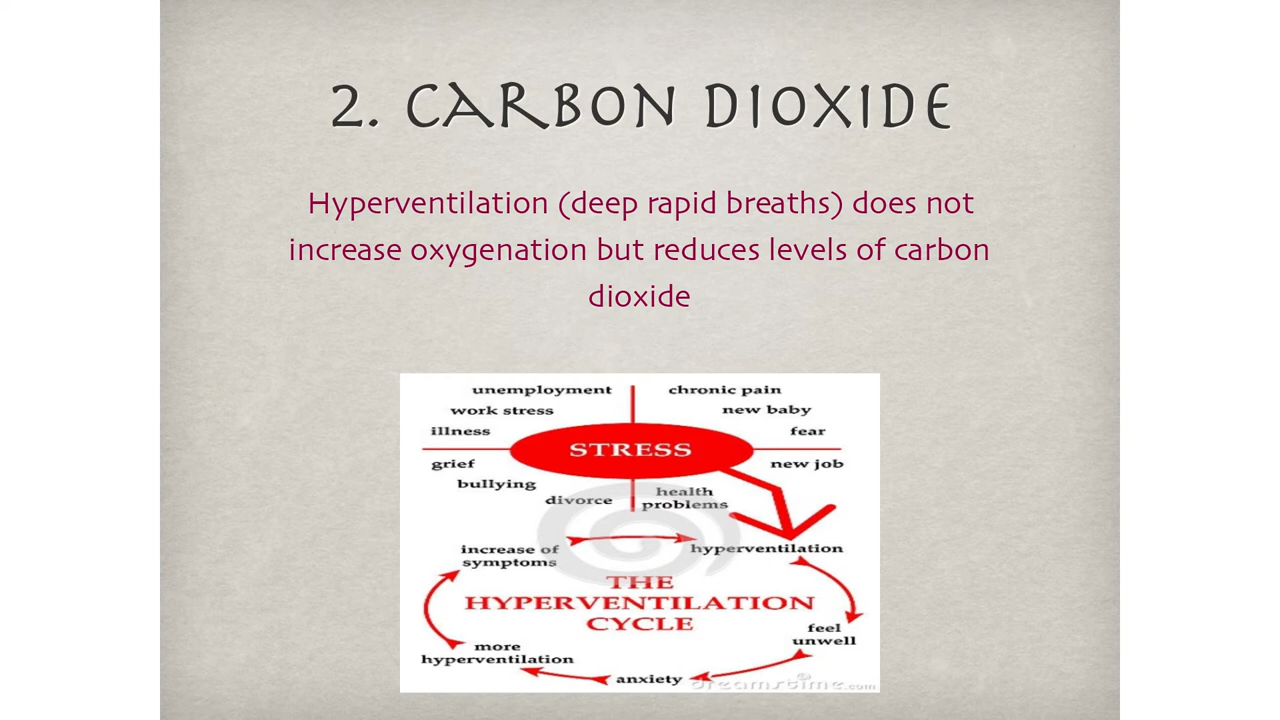 2. CARBON DIOXIDE
Hyperventilation (deep rapid breaths) does not
increase oxygenation but reduces levels of carbon
dioxide
unemployment
chronic pain
work stress
new baby
illness
fear
STRESS
grief
new job
bullying
divorce
health
problems
increase of
symptoms
hyperventilation
THE
HYPERVENTILATION
CYCLE
feel
unwell
more
hyperventilation
anxiety
dreamstime.com